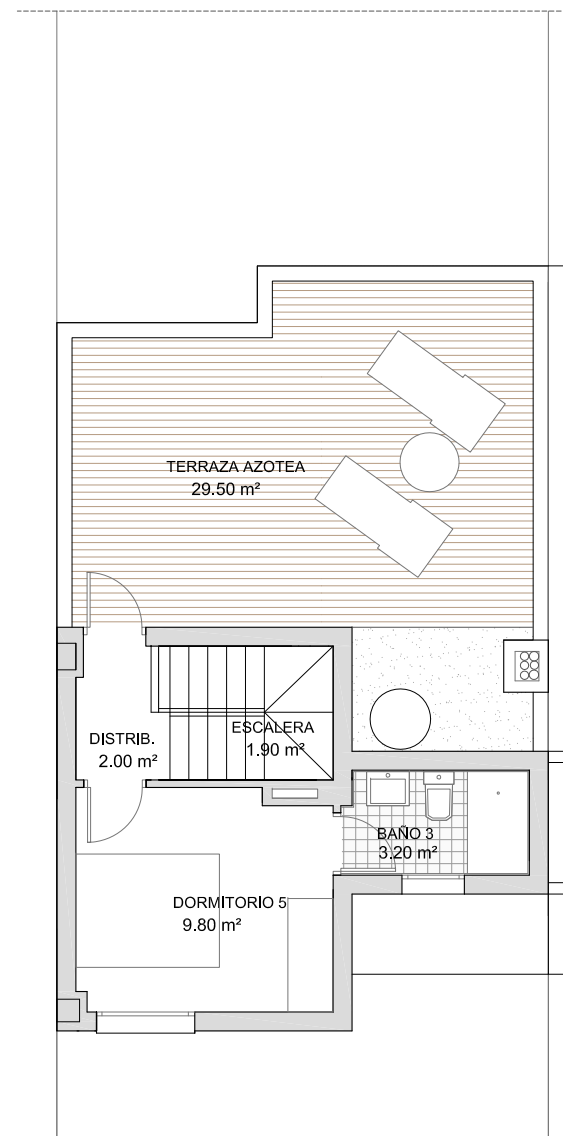 TERRAZA AZOTEA
29.50 m²
ESCALERA
1.90 m²
DISTRIB.
2.00 m²
BAÑO 3
3.20 m²
DORMITORIO 5
9.80 m²